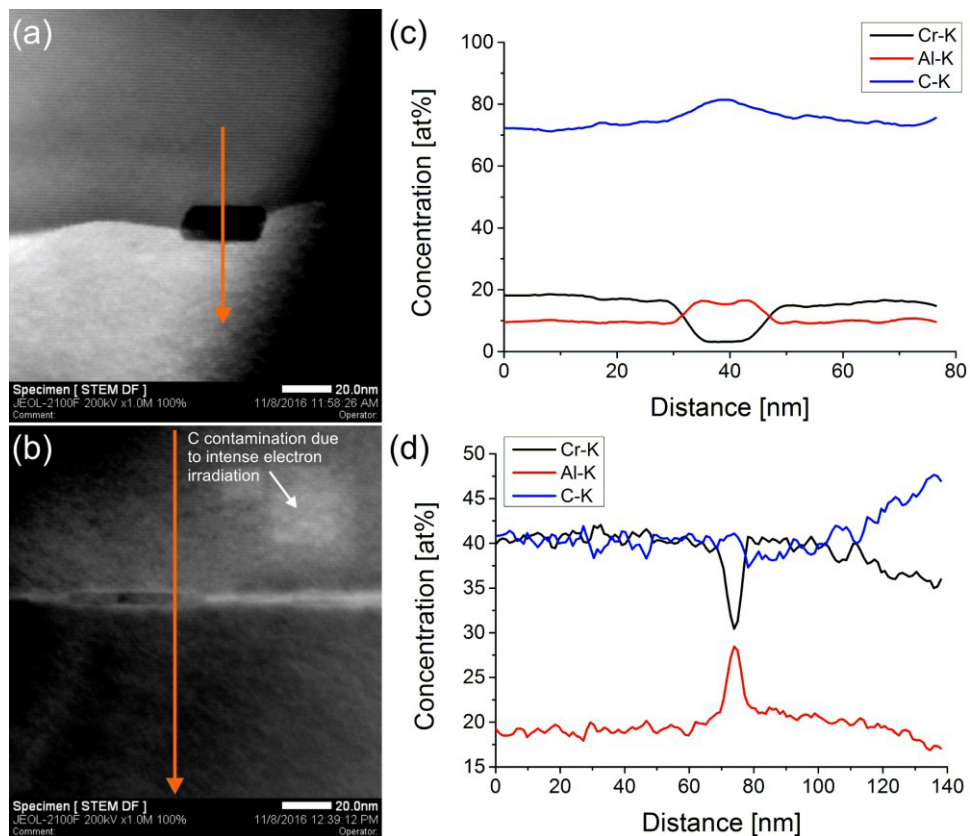 (a)
Specimen [ STEM DF ]
20.0nm
JEOL-2100F 200kV x1.0M 100%
11/8/2016 11:58:26 AM
Comment:
Operator:
(c)
Cr-K
Al-K
C-K
Concentration [at%]
100
80
60
40
20
0
0
20
40
60
80
Distance [nm]
(b)
C contamination due
to intense electron
irradiation
Specimen [ STEM DF ]
20.0nm
JEOL-2100F 200kV x1.0M 100%
11/8/2016 12:39:12 PM
Comment:
Operator:
(d)
Cr-K
Al-K
C-K
Concentration [at%]
50
45
40
35
30
25
20
15
0
20
40
60
80
100
120
140
Distance [nm]